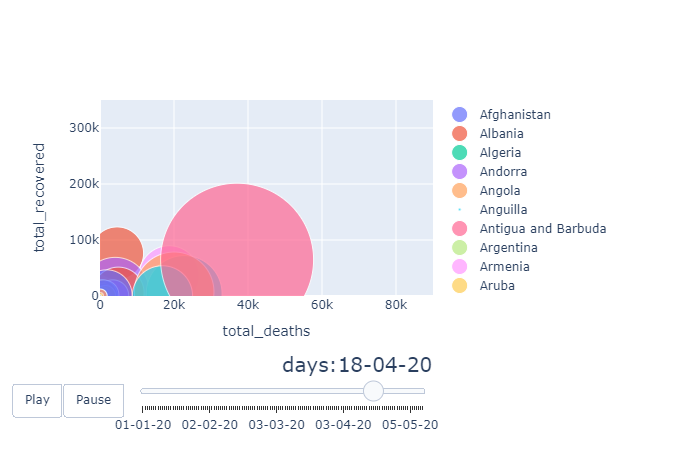 300k
200k
100k
0
0 20k 40k 60k 80k
total_recovered
total_deaths
Afghanistan
Albania
Algeria
Andorra
Angola
Anguilla
Antigua and Barbuda
Argentina
Armenia
Aruba
days:18-04-20
Play Pause
01-01-20 02-02-20 03-03-20 03-04-20 05-05-20